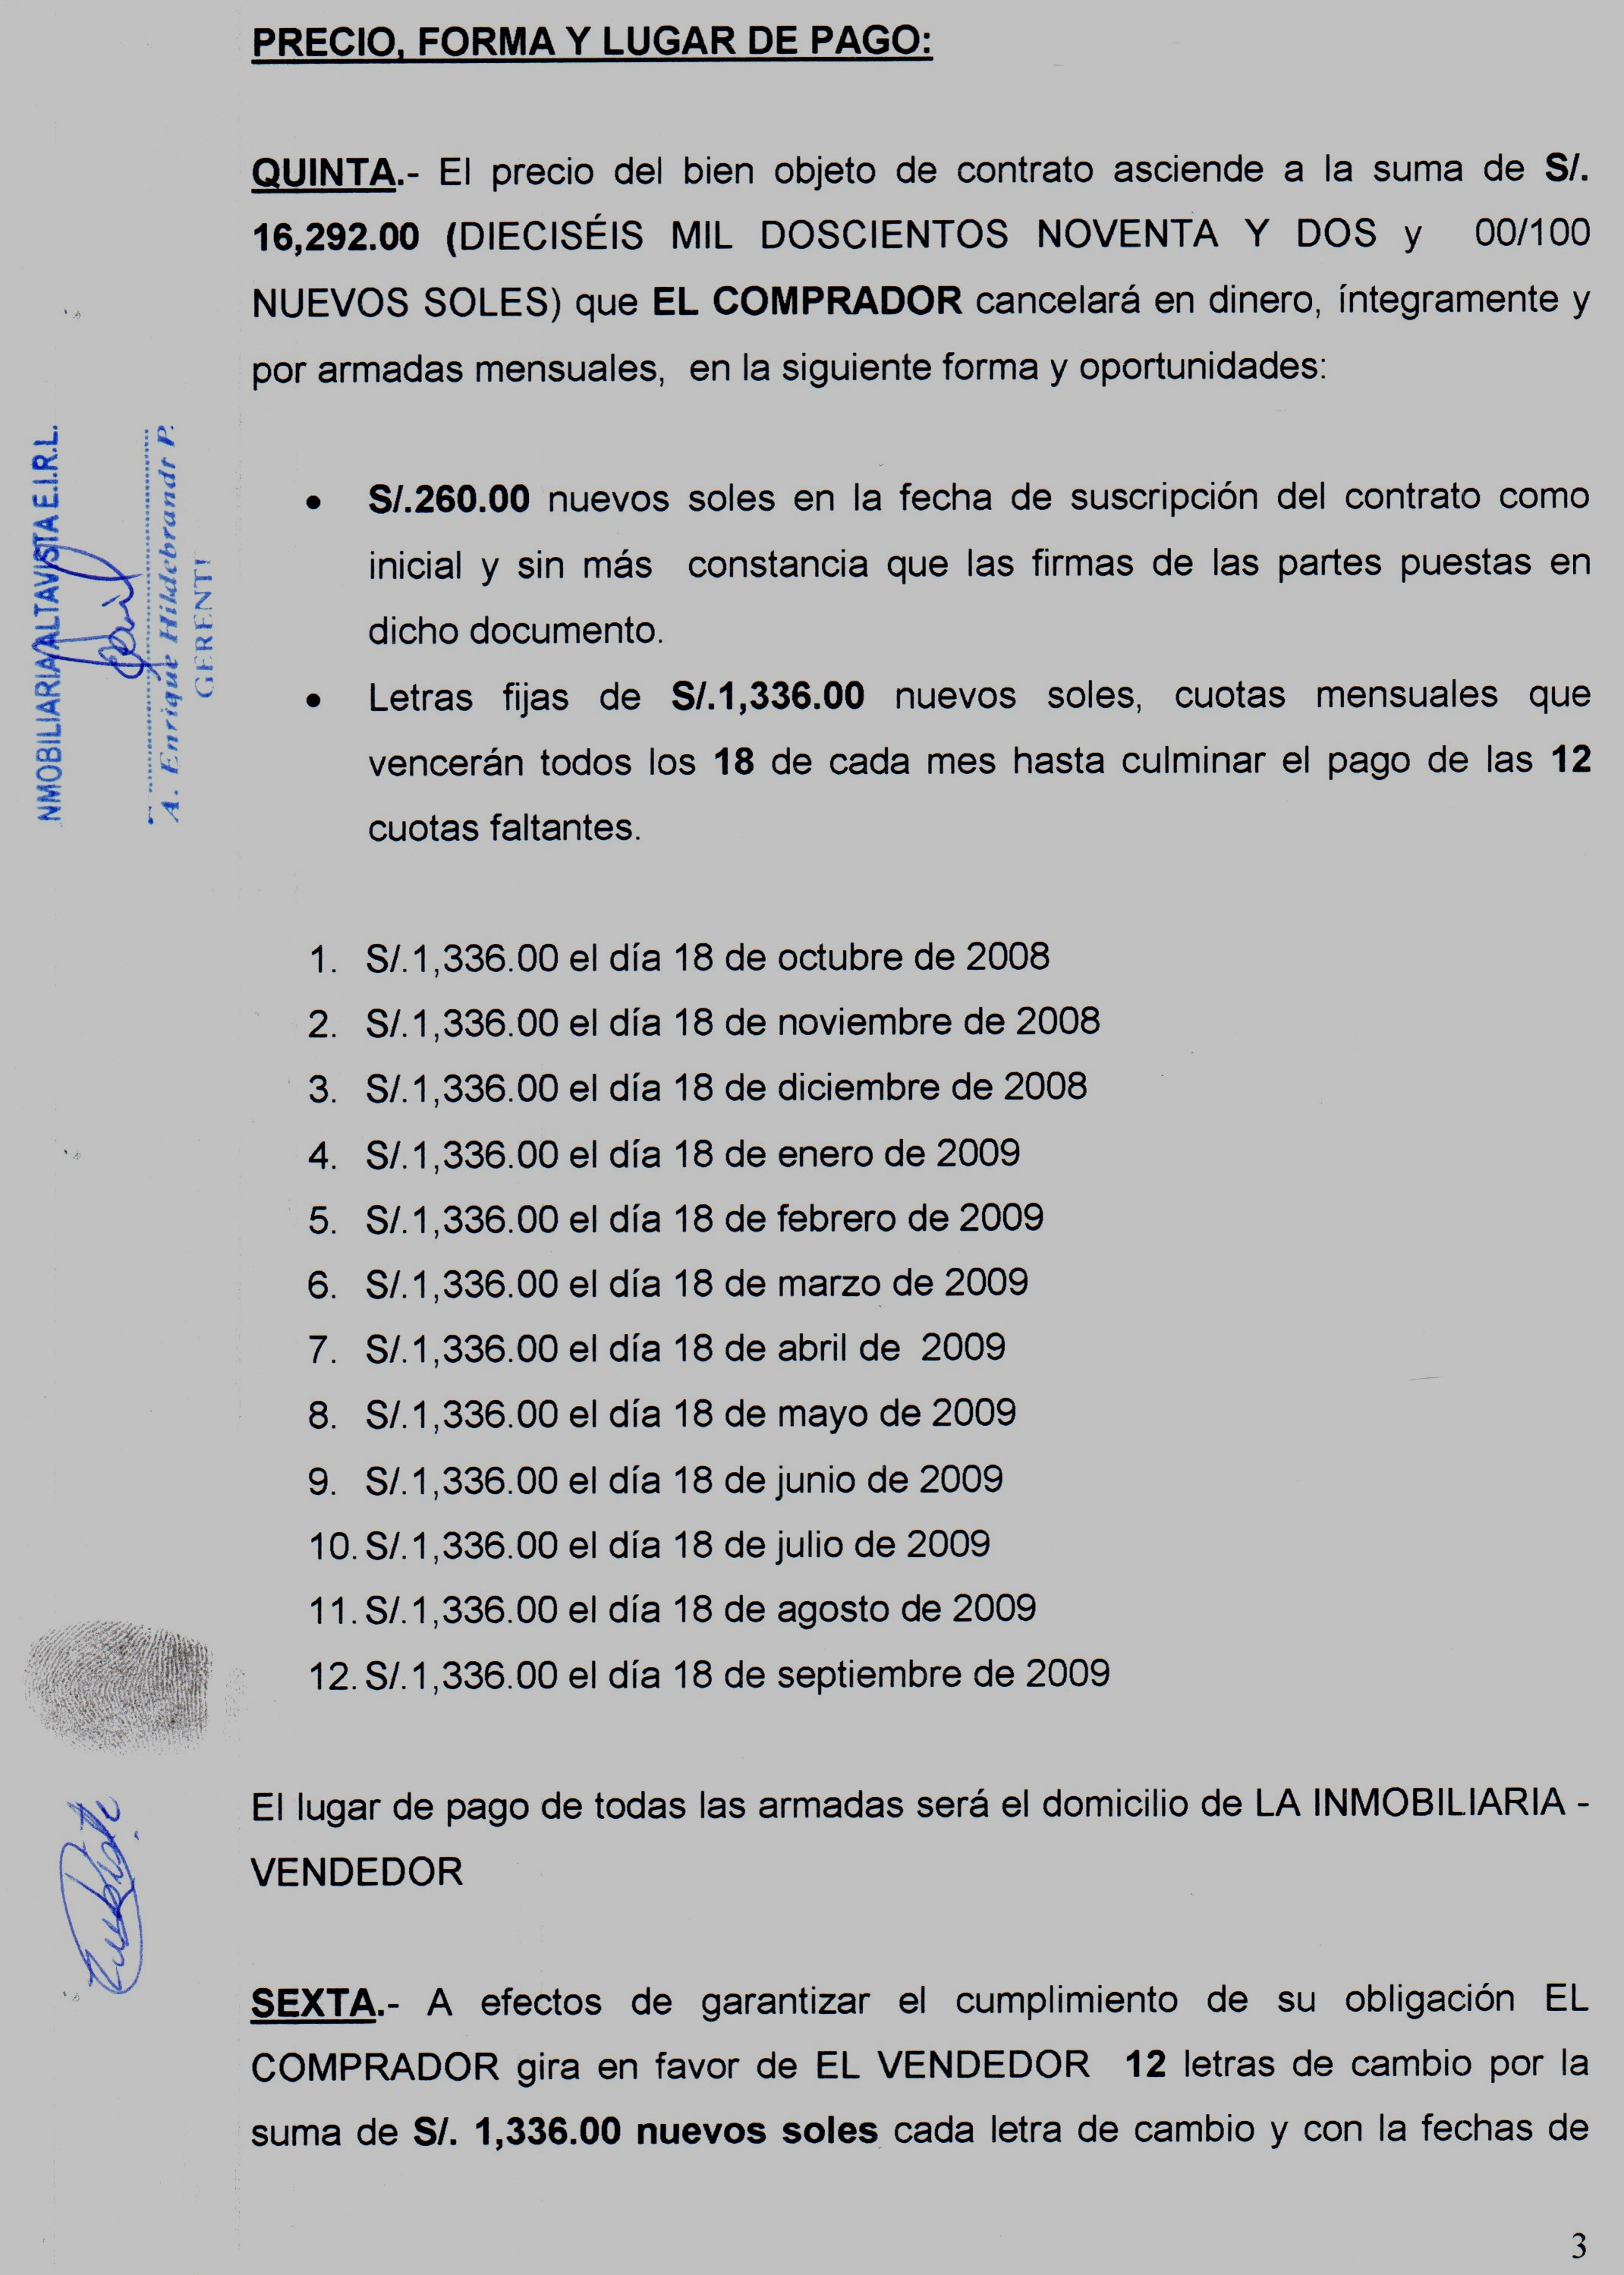 PRECIO, FORMA Y LUGAR DE PAGO:
QUINTA.- El precio del bien objeto de contrato asciende a la suma de S/.
16,292.00 (DIECISÉIS MIL DOSCIENTOS NOVENTA Y DOS y 00/100
NUEVOS SOLES) que EL COMPRADOR cancelará en dinero, íntegramente y
por armadas mensuales, en la siguiente forma y oportunidades:
• S/.260.00 nuevos soles en la fecha de suscripción del contrato como
inicial y sin más constancia que las firmas de las partes puestas en
dicho documento.
• Letras fijas de S/.1,336.00 nuevos soles, cuotas mensuales que
vencerán todos los 18 de cada mes hasta culminar el pago de las 12
cuotas faltantes.
1. S/.1,336.00 el día 18 de octubre de 2008
2. S/.1,336.00 el día 18 de noviembre de 2008
3. S/.1,336.00 el día 18 de diciembre de 2008
4. S/.1,336.00 el día 18 de enero de 2009
5. S/.1,336.00 el día 18 de febrero de 2009
6. S/.1,336.00 el día 18 de marzo de 2009
7. S/.1,336.00 el día 18 de abril de 2009
8. S/.1,336.00 el día 18 de mayo de 2009
9. S/.1,336.00 el día 18 de junio de 2009
10. S/.1,336.00 el día 18 de julio de 2009
11. S/.1,336.00 el día 18 de agosto de 2009
12. S/.1,336.00 el día 18 de septiembre de 2009
El lugar de pago de todas las armadas será el domicilio de LA INMOBILIARIA -
VENDEDOR
SEXTA.- A efectos de garantizar el cumplimiento de su obligación EL
COMPRADOR gira en favor de EL VENDEDOR 12 letras de cambio por la
suma de S/. 1,336.00 nuevos soles cada letra de cambio y con la fechas de
3
NMOBILIARIA ALTAVISTA E.I.R.L.
A. Enrique Hildebrandt P.
GERENTE